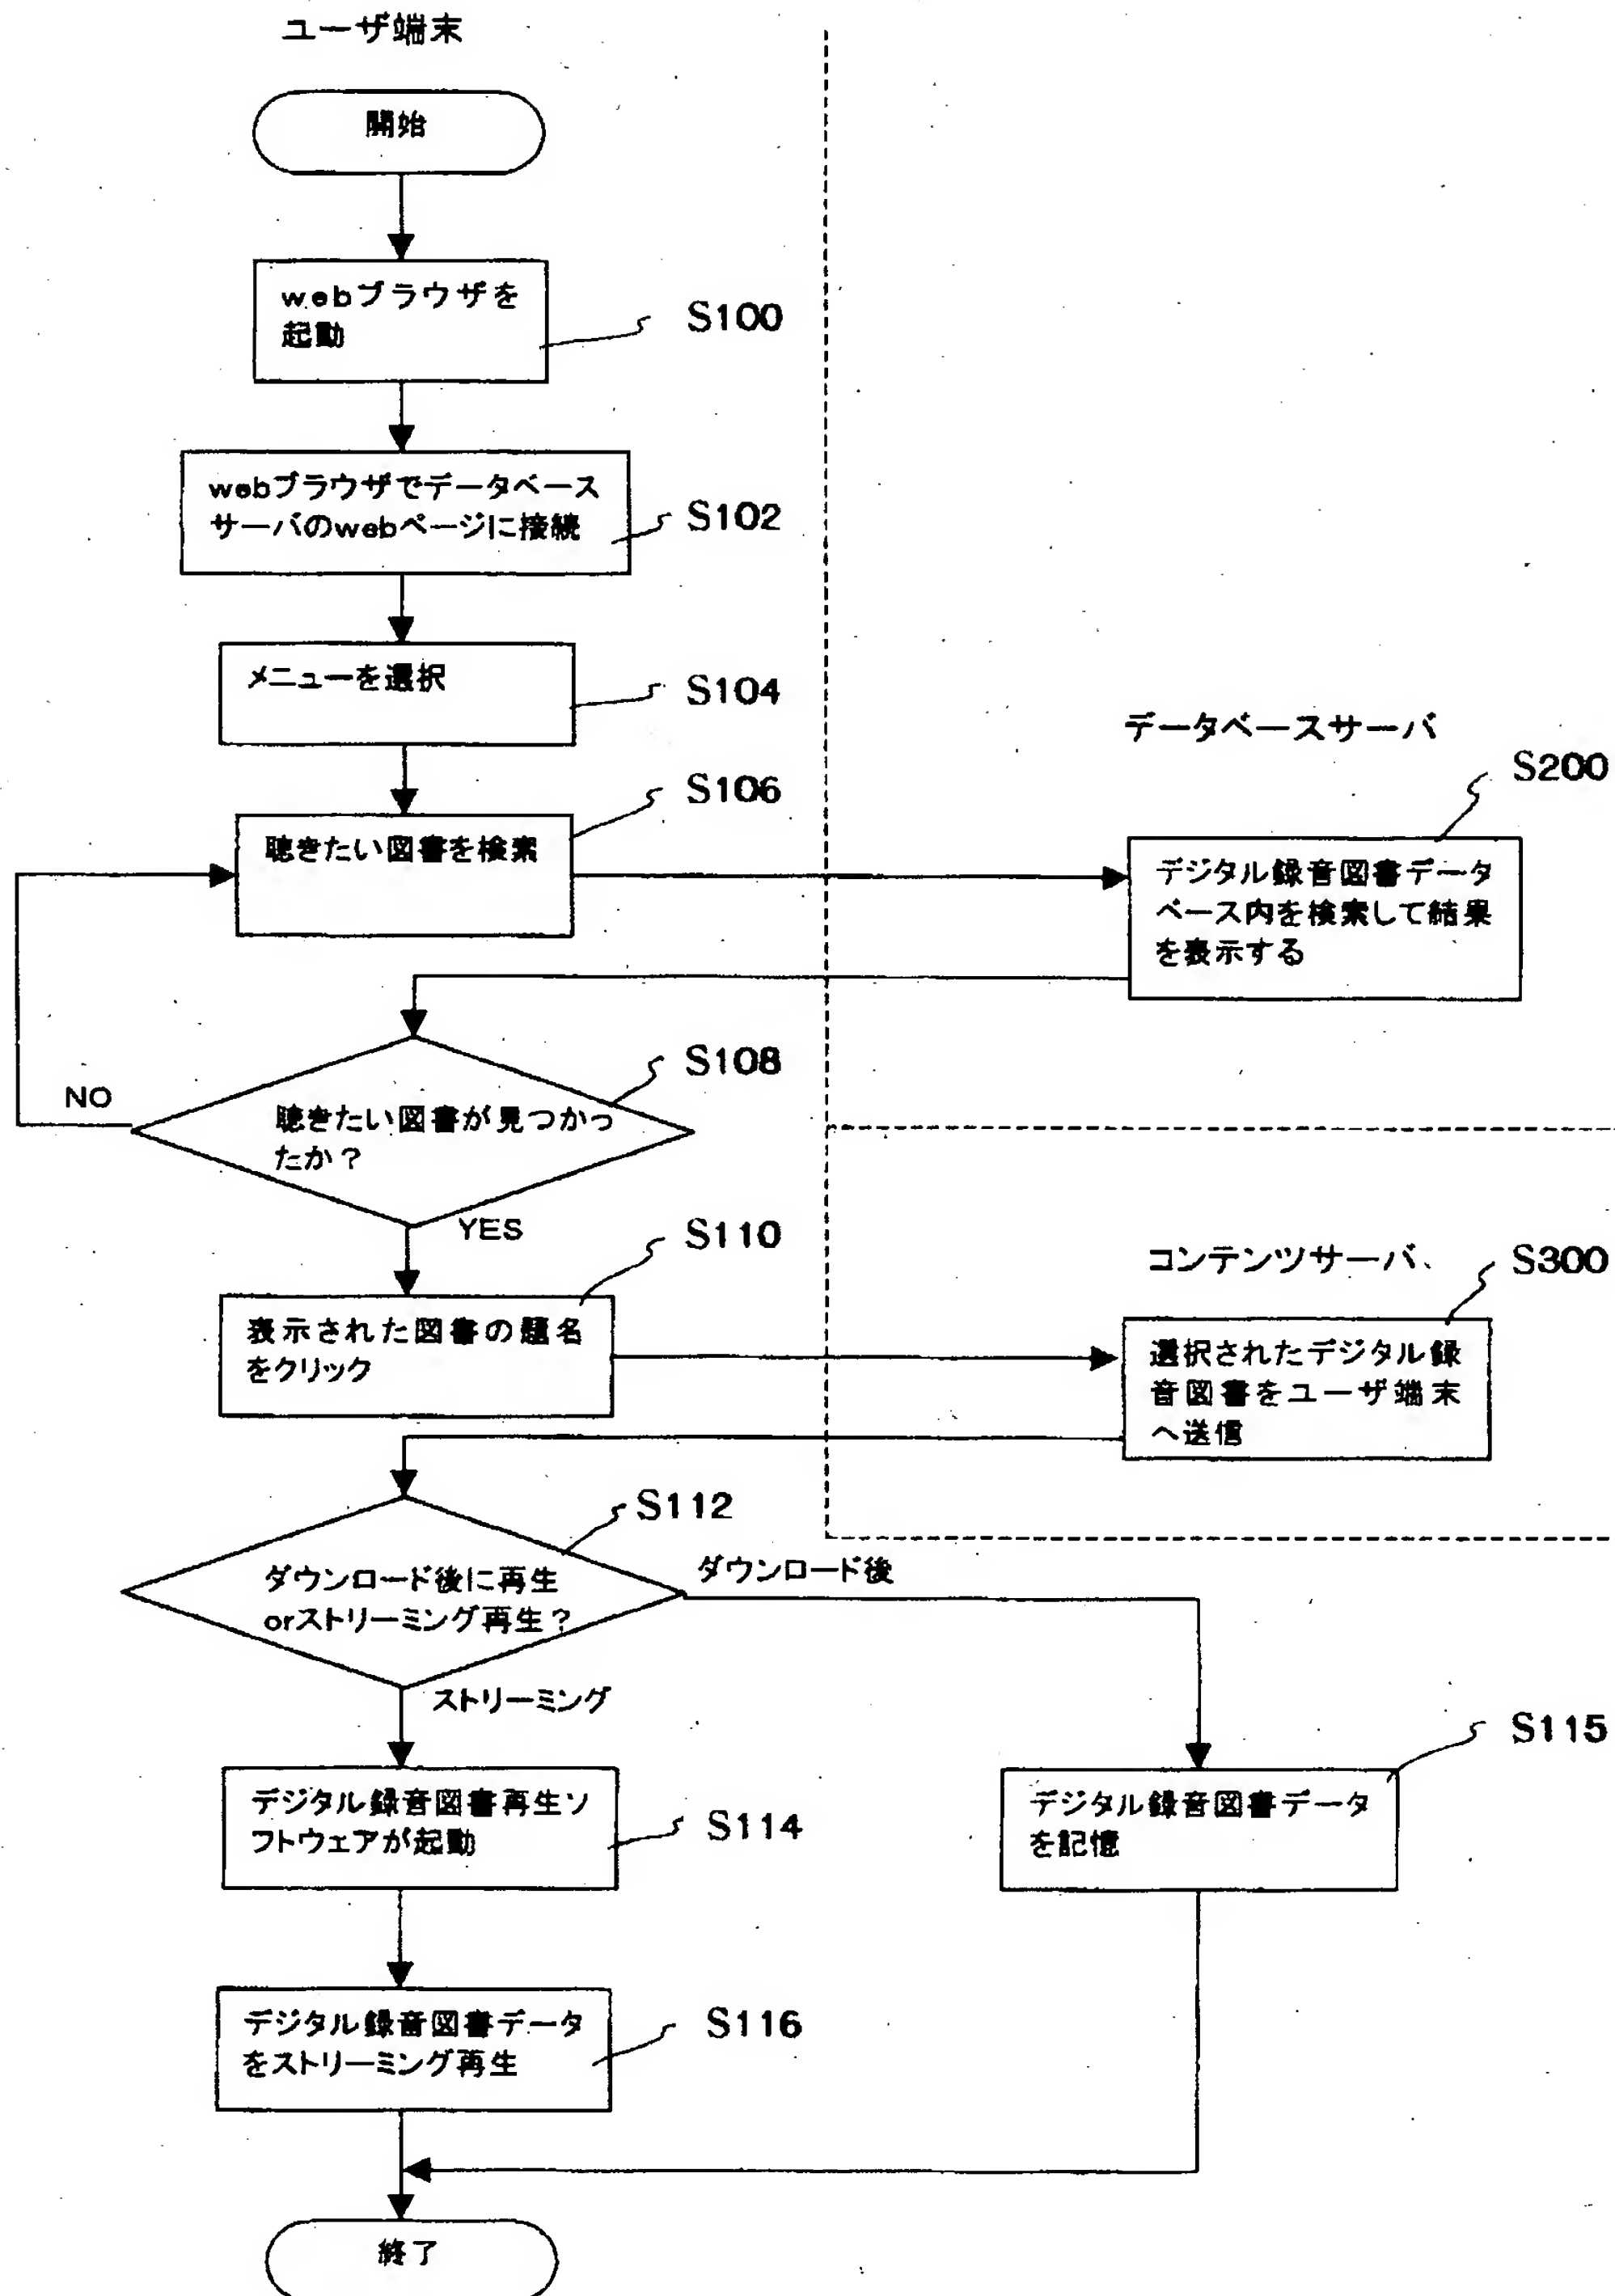 ユーザ端末
開始
webブラウザを
起動
S100
webブラウザでデータベース
サーバのwebページに接続
S102
メニューを選択
S104
データベースサーバ
S106
聴きたい図書を検索
S200
デジタル録音図書データ
ベース内を検索して結果
を表示する
S108
NO
聴きたい図書が見つかっ
たか？
YES
S110
コンテンツサーバ
S300
表示された図書の題名
をクリック
選択されたデジタル録
音図書をユーザ端末
へ送信
S112
ダウンロード後に再生
orストリーミング再生？
ダウンロード後
ストリーミング
S115
デジタル録音図書再生ソ
フトウェアが起動
S114
デジタル録音図書データ
を記憶
デジタル録音図書データ
をストリーミング再生
S116
終了